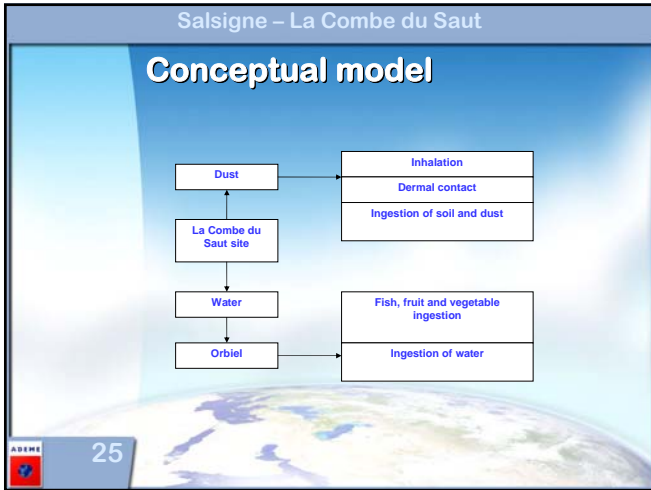 Salsigne – La Combe du Saut
Conceptual model
Dust
Inhalation
Dermal contact
Ingestion of soil and dust
La Combe du
Saut site
Water
Orbiel
Fish, fruit and vegetable
ingestion
Ingestion of water
ADEME
25